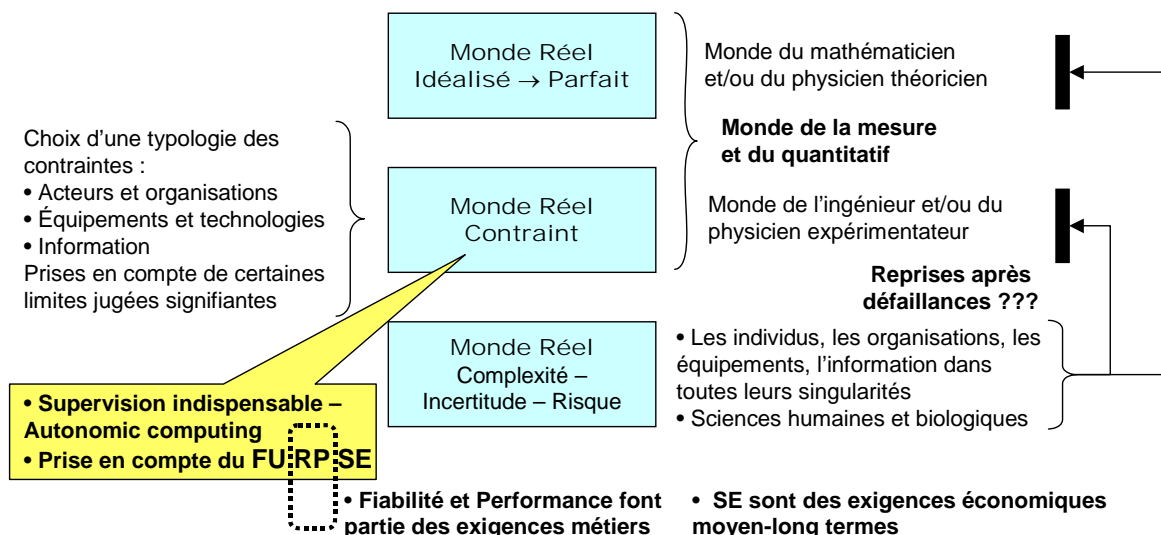 Monde Réel
Idéalisé → Parfait
Monde du mathématicien
et/ou du physicien théoricien
Monde de la mesure
et du quantitatif
Choix d’une typologie des
contraintes :
• Acteurs et organisations
• Équipements et technologies
• Information
Prises en compte de certaines
limites jugées signifiantes
Monde Réel
Contraint
Monde de l’ingénieur et/ou du
physicien expérimentateur
Reprises après
défaillances ???
Monde Réel
Complexité –
Incertitude – Risque
• Les individus, les organisations, les
équipements, l’information dans
toutes leurs singularités
• Sciences humaines et biologiques
• Supervision indispensable –
Autonomic computing
• Prise en compte du FURPSE
• Fiabilité et Performance font
partie des exigences métiers
• SE sont des exigences économiques
moyen-long termes